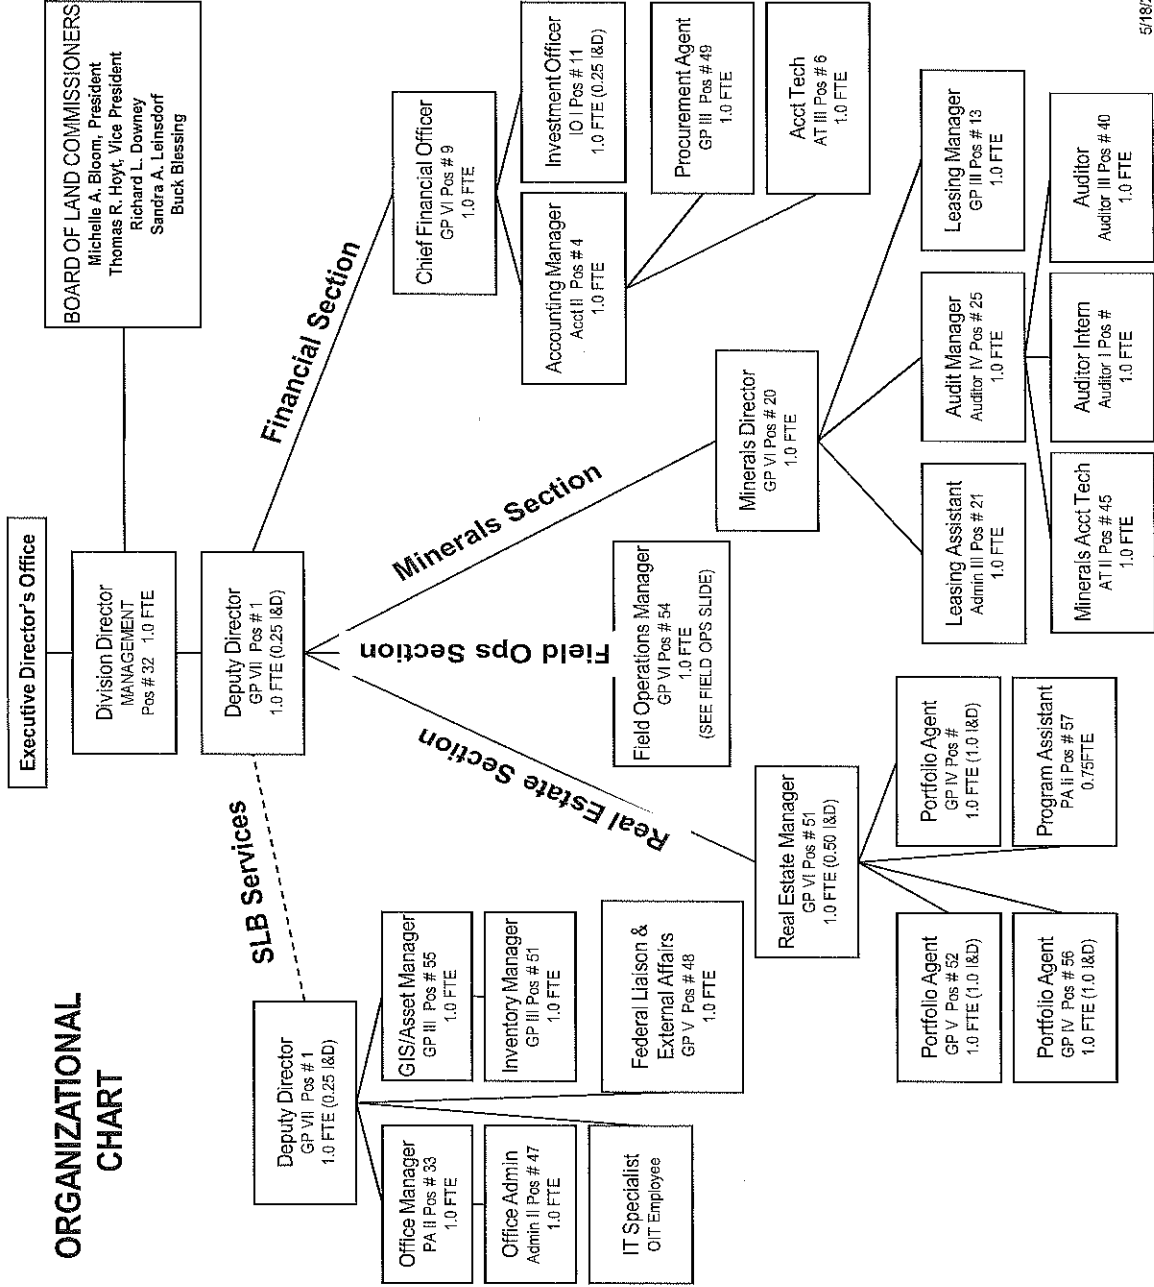 ORGANIZATIONAL
CHART
Executive Director's Office
Division Director
MANAGEMENT
Pos # 32 1.0 FTE
BOARD OF LAND COMMISSIONERS
Michelle A. Bloom, President
Thomas R. Hoyt, Vice President
Richard L. Downey
Sandra A. Leinsdorf
Buck Blessing
Deputy Director
GP VII Pos # 1
1.0 FTE (0.25 I&D)
SLB Services
Real Estate Section
Field Ops Section
Minerals Section
Financial Section
Deputy Director
GP VII Pos # 1
1.0 FTE (0.25 I&D)
Office Manager
PA II Pos # 33
1.0 FTE
GIS/Asset Manager
GP III Pos # 55
1.0 FTE
Office Admin
Admin II Pos # 47
1.0 FTE
Inventory Manager
GP III Pos # 51
1.0 FTE
IT Specialist
OIT Employee
Federal Liaison &
External Affairs
GP V Pos # 48
1.0 FTE
Real Estate Manager
GP VI Pos # 51
1.0 FTE (0.50 I&D)
Portfolio Agent
GP V Pos # 52
1.0 FTE (1.0 I&D)
Portfolio Agent
GP IV Pos #
1.0 FTE (1.0 I&D)
Portfolio Agent
GP IV Pos # 56
1.0 FTE (1.0 I&D)
Program Assistant
PA II Pos # 57
0.75FTE
Field Operations Manager
GP VI Pos # 54
1.0 FTE
(SEE FIELD OPS SLIDE)
Minerals Director
GP VI Pos # 20
1.0 FTE
Leasing Assistant
Admin III Pos # 21
1.0 FTE
Audit Manager
Auditor IV Pos # 25
1.0 FTE
Leasing Manager
GP III Pos # 13
1.0 FTE
Minerals Acct Tech
AT II Pos # 45
1.0 FTE
Auditor Intern
Auditor I Pos #
1.0 FTE
Auditor
Auditor III Pos # 40
1.0 FTE
Chief Financial Officer
GP VI Pos # 9
1.0 FTE
Accounting Manager
Acct II Pos # 4
1.0 FTE
Investment Officer
IO I Pos # 11
1.0 FTE (0.25 I&D)
Procurement Agent
GP III Pos # 49
1.0 FTE
Acct Tech
AT III Pos # 6
1.0 FTE